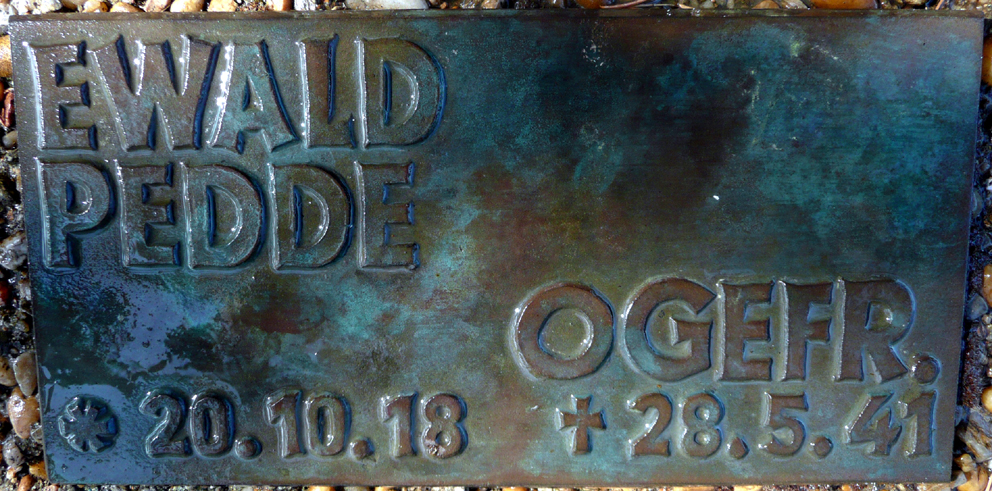 EWALD
PEDDE
OGEFR.
* 20.10.18 † 28.5.41